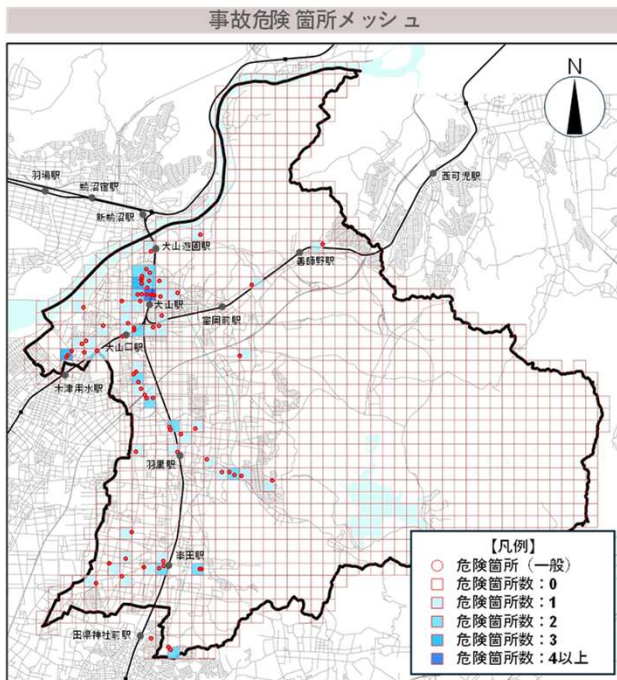 事故危険箇所メッシュ
N
羽場駅
鵜沼宿駅
新鵜沼駅
西可児駅
犬山遊園駅
善師野駅
犬山駅
富岡前駅
犬山口駅
木津用水駅
羽黒駅
楽田駅
田県神社前駅
【凡例】
危険箇所（一般）
危険箇所数：0
危険箇所数：1
危険箇所数：2
危険箇所数：3
危険箇所数：4以上